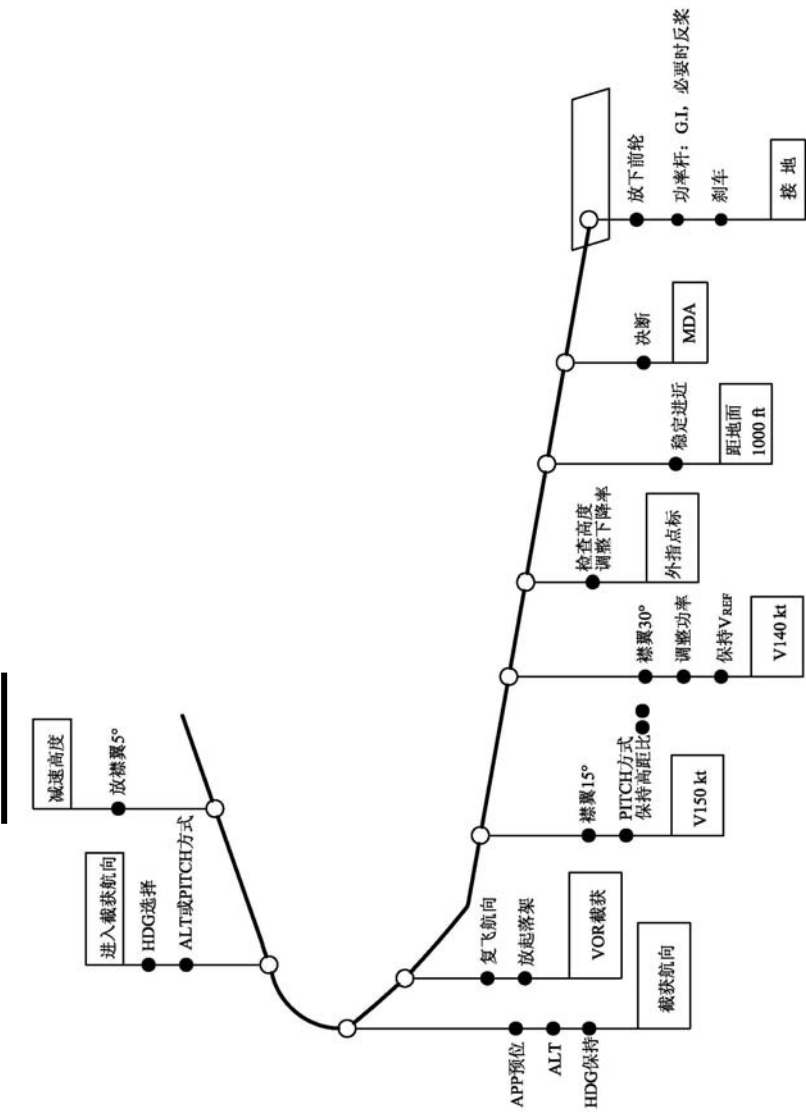 减速高度
放襟翼5°
进入截获航向
HDG选择
ALT或PITCH方式
APP预位
ALT
HDG保持
截获航向
复飞航向
放起落架
VOR截获
襟翼15°
PITCH方式
保持高距比
V150 kt
襟翼30°
调整功率
保持VREF
V140 kt
检查高度
调整下降率
外指点标
稳定进近
距地面
1000 ft
决断
MDA
放下前轮
功率杆：G.I，必要时反桨
刹车
接 地